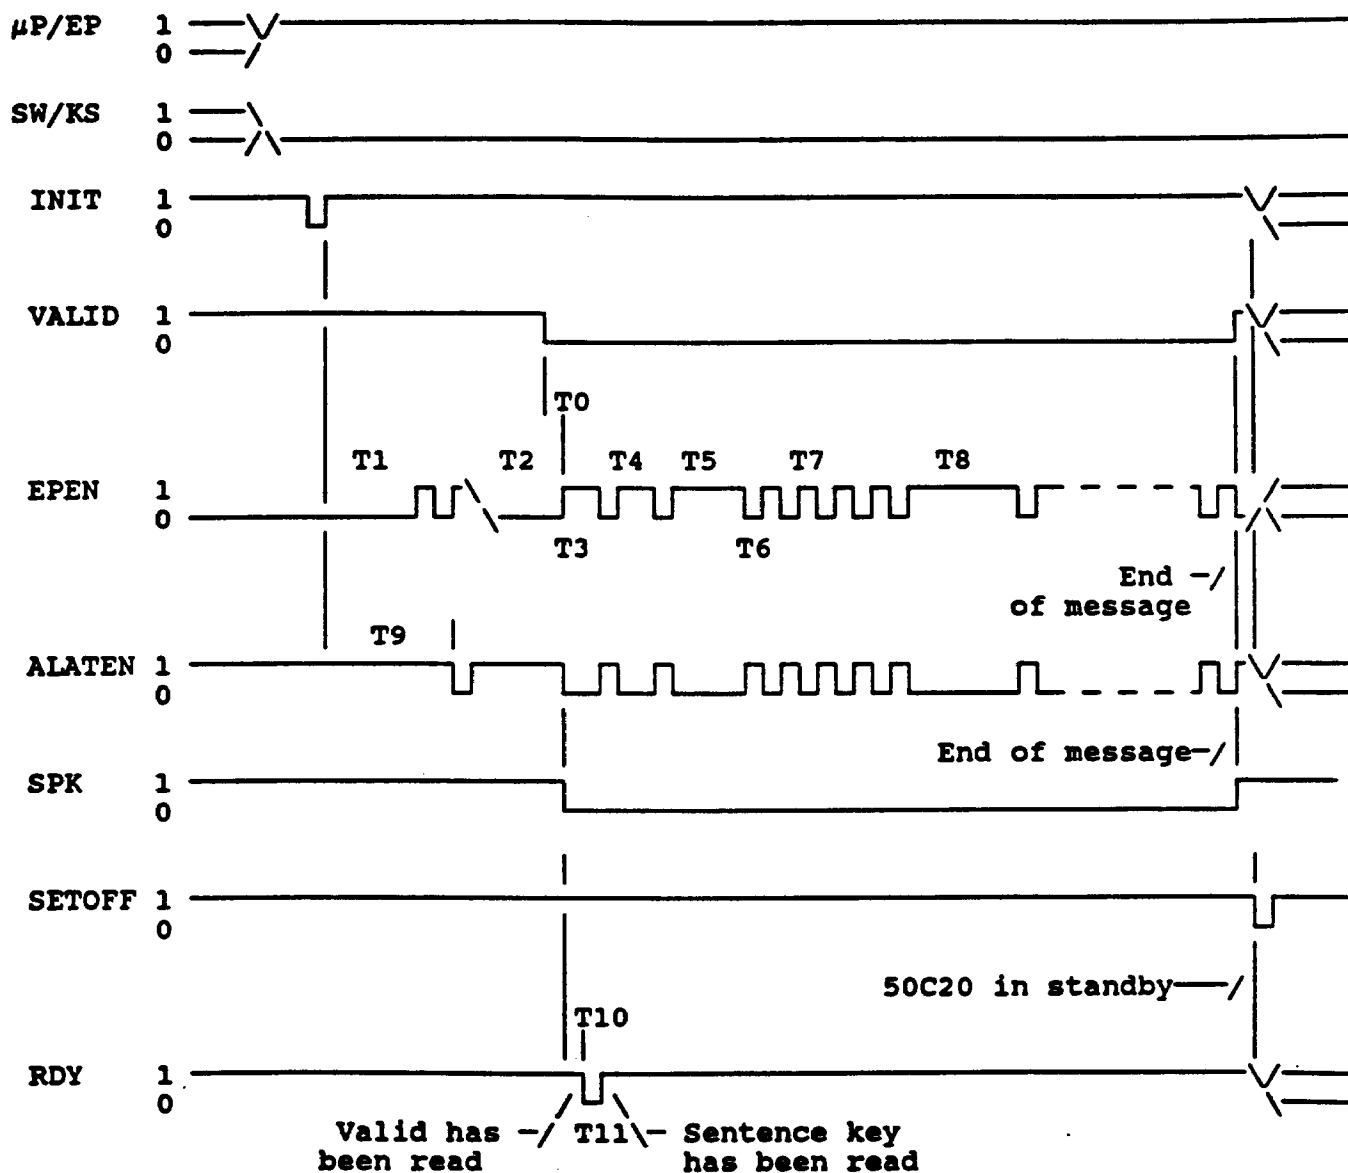 µP/EP 1
0
SW/KS 1
0
INIT 1
0
VALID 1
0
T0
T1 T2 T4 T5 T7 T8
EPEN 1
0
T3 T6
End
of message
T9
ALATEN 1
0
End of message
SPK 1
0
SETOFF 1
0
50C20 in standby
T10
RDY 1
0
Valid has T11 Sentence key
been read has been read